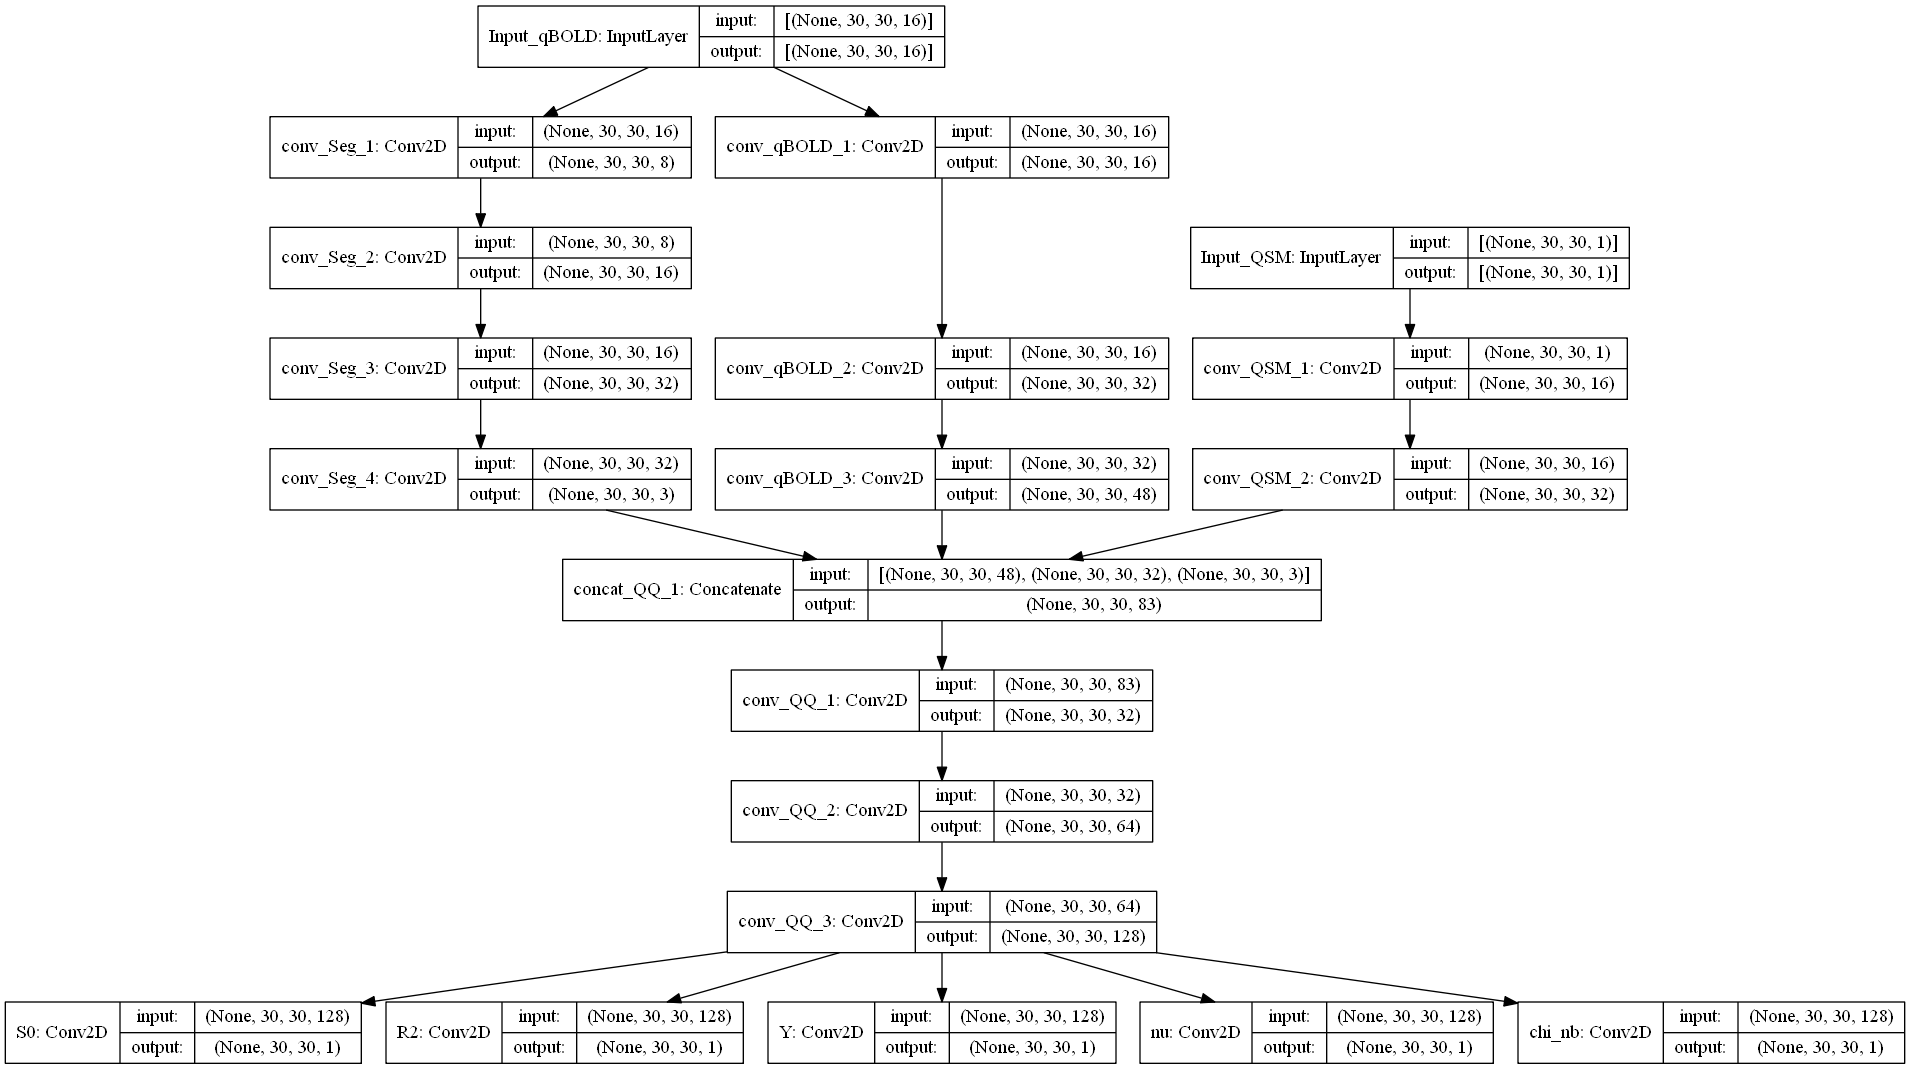 Input_qBOLD: InputLayer
input: [(None, 30, 30, 16)]
output: [(None, 30, 30, 16)]
conv_Seg_1: Conv2D
input: (None, 30, 30, 16)
output: (None, 30, 30, 8)
conv_qBOLD_1: Conv2D
input: (None, 30, 30, 16)
output: (None, 30, 30, 16)
conv_Seg_2: Conv2D
input: (None, 30, 30, 8)
output: (None, 30, 30, 16)
Input_QSM: InputLayer
input: [(None, 30, 30, 1)]
output: [(None, 30, 30, 1)]
conv_Seg_3: Conv2D
input: (None, 30, 30, 16)
output: (None, 30, 30, 32)
conv_qBOLD_2: Conv2D
input: (None, 30, 30, 16)
output: (None, 30, 30, 32)
conv_QSM_1: Conv2D
input: (None, 30, 30, 1)
output: (None, 30, 30, 16)
conv_Seg_4: Conv2D
input: (None, 30, 30, 32)
output: (None, 30, 30, 3)
conv_qBOLD_3: Conv2D
input: (None, 30, 30, 32)
output: (None, 30, 30, 48)
conv_QSM_2: Conv2D
input: (None, 30, 30, 16)
output: (None, 30, 30, 32)
concat_QQ_1: Concatenate
input: [(None, 30, 30, 48), (None, 30, 30, 32), (None, 30, 30, 3)]
output: (None, 30, 30, 83)
conv_QQ_1: Conv2D
input: (None, 30, 30, 83)
output: (None, 30, 30, 32)
conv_QQ_2: Conv2D
input: (None, 30, 30, 32)
output: (None, 30, 30, 64)
conv_QQ_3: Conv2D
input: (None, 30, 30, 64)
output: (None, 30, 30, 128)
S0: Conv2D
input: (None, 30, 30, 128)
output: (None, 30, 30, 1)
R2: Conv2D
input: (None, 30, 30, 128)
output: (None, 30, 30, 1)
Y: Conv2D
input: (None, 30, 30, 128)
output: (None, 30, 30, 1)
nu: Conv2D
input: (None, 30, 30, 128)
output: (None, 30, 30, 1)
chi_nb: Conv2D
input: (None, 30, 30, 128)
output: (None, 30, 30, 1)